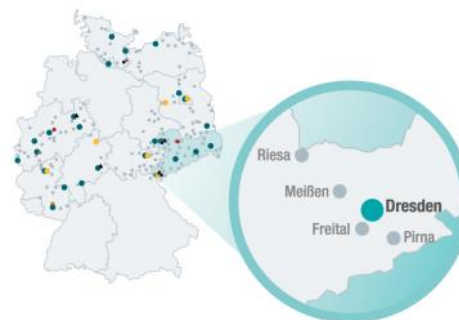 Riesa
Meißen
Dresden
Freital
Pirna